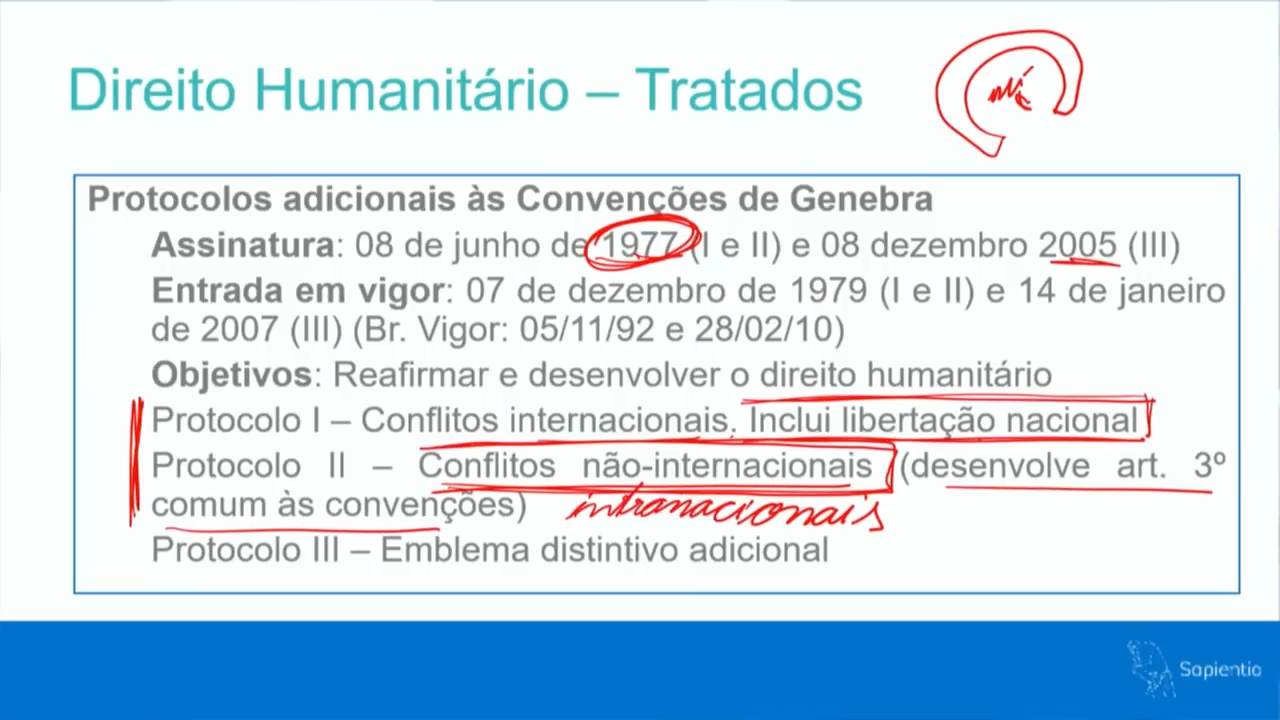 Direito Humanitário – Tratados
Protocolos adicionais às Convenções de Genebra
Assinatura: 08 de junho de 1977 (I e II) e 08 dezembro 2005 (III)
Entrada em vigor: 07 de dezembro de 1979 (I e II) e 14 de janeiro
de 2007 (III) (Br. Vigor: 05/11/92 e 28/02/10)
Objetivos: Reafirmar e desenvolver o direito humanitário
Protocolo I – Conflitos internacionais. Inclui libertação nacional
Protocolo II – Conflitos não-internacionais (desenvolve art. 3º
comum às convenções) intranacionais
Protocolo III – Emblema distintivo adicional
Sapientia